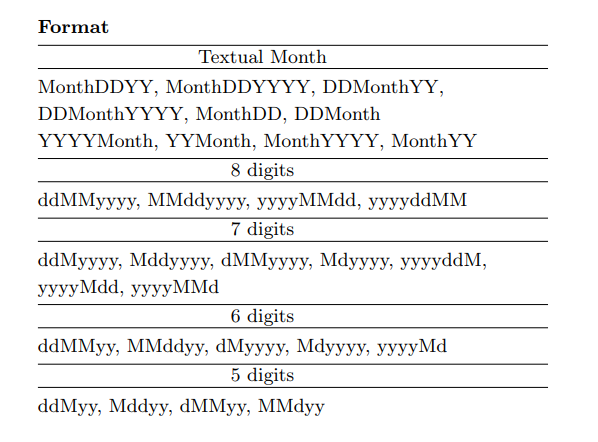 Format
Textual Month
MonthDDYY, MonthDDYYYY, DDMonthYY,
DDMonthYYYY, MonthDD, DDMonth
YYYYMonth, YYMonth, MonthYYYY, MonthYY
8 digits
ddMMyyyy, MMddyyyy, yyyyMMdd, yyyyddMM
7 digits
ddMyyyy, Mddyyyy, dMMyyyy, Mdyyyy, yyyyddM,
yyyyMdd, yyyyMMd
6 digits
ddMMyy, MMddyy, dMyyyy, Mdyyyy, yyyyMd
5 digits
ddMyy, Mddyy, dMMyy, MMdyy